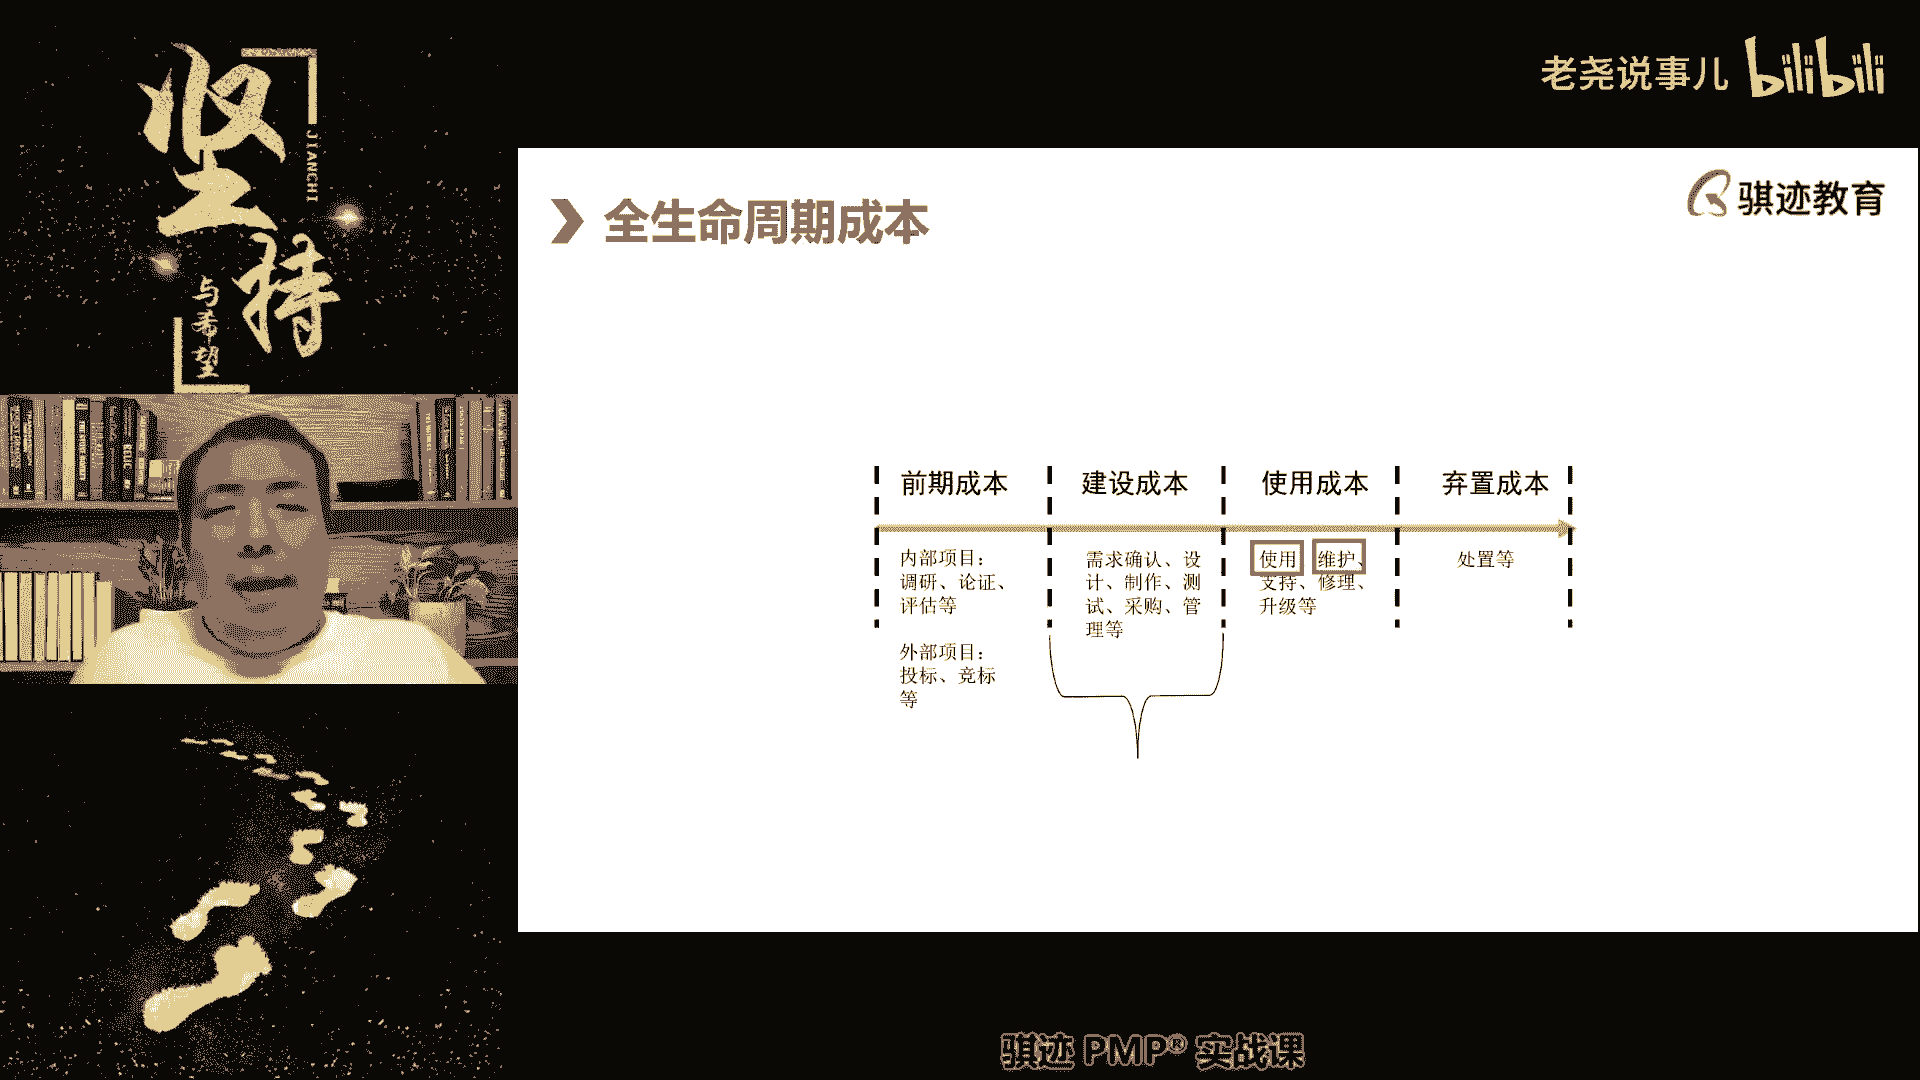 坚持
JIANCHI
与希望
老尧说事儿 bilibili
骐迹教育
全生命周期成本
前期成本
内部项目：
调研、论证、
评估等
外部项目：
投标、竞标
等
建设成本
需求确认、设
计、制作、测
试、采购、管
理等
使用成本
使用、维护、
支持、修理、
升级等
弃置成本
处置等
骐迹 PMP® 实战课